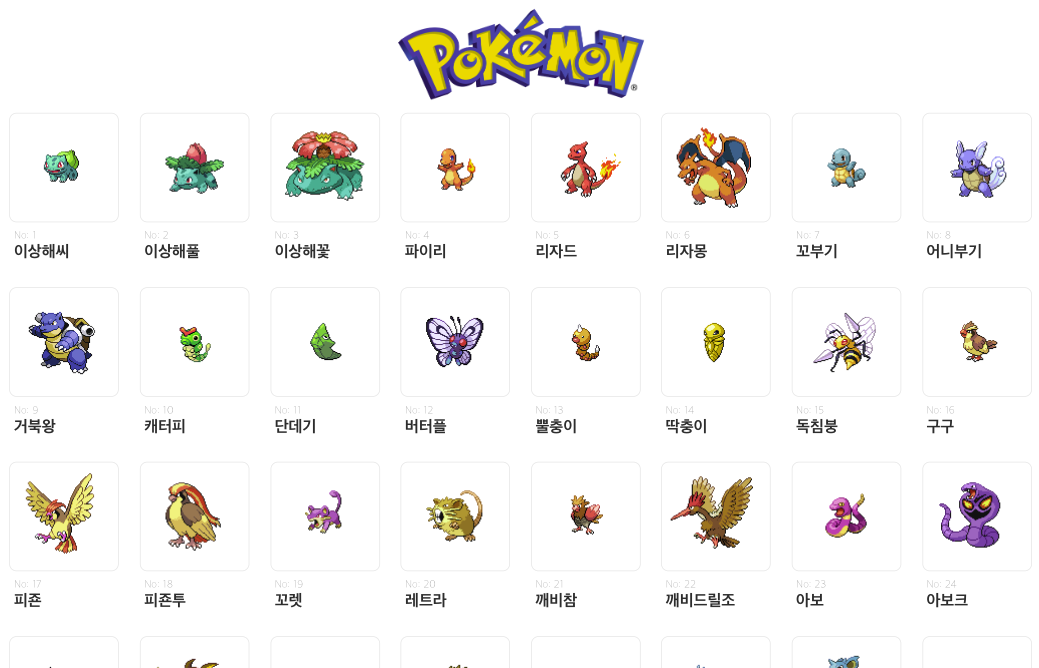 POKéMON®
No: 1
이상해씨
No: 2
이상해풀
No: 3
이상해꽃
No: 4
파이리
No: 5
리자드
No: 6
리자몽
No: 7
꼬부기
No: 8
어니부기
No: 9
거북왕
No: 10
캐터피
No: 11
단데기
No: 12
버터플
No: 13
뿔충이
No: 14
딱충이
No: 15
독침붕
No: 16
구구
No: 17
피죤
No: 18
피죤투
No: 19
꼬렛
No: 20
레트라
No: 21
깨비참
No: 22
깨비드릴조
No: 23
아보
No: 24
아보크